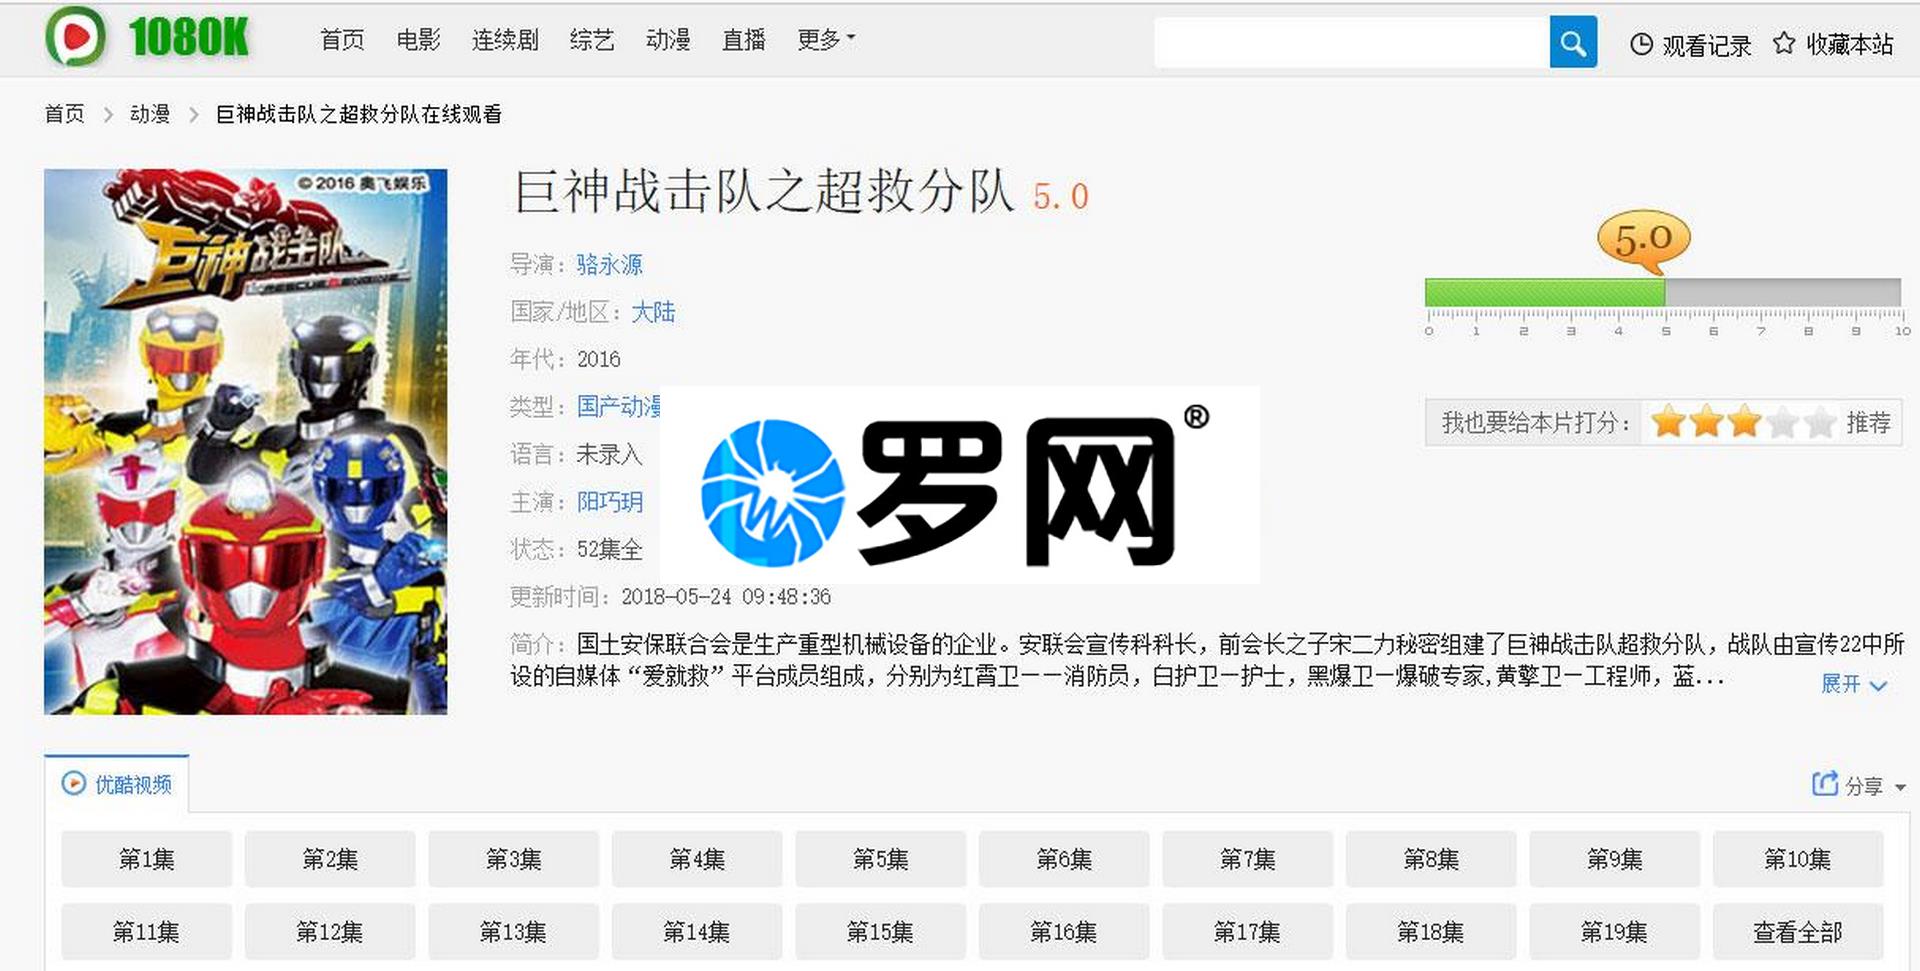 1080K 首页 电影 连续剧 综艺 动漫 直播 更多 观看记录 收藏本站
首页 > 动漫 > 巨神战击队之超救分队在线观看
© 2016 奥飞娱乐
巨神战击队
巨神战击队之超救分队 5.0
导演：骆永源
国家/地区：大陆
年代：2016
类型：国产动漫
语言：未录入
主演：阳巧玥
状态：52集全
更新时间：2018-05-24 09:48:36
简介：国土安保联合会是生产重型机械设备的企业。安联会宣传科科长，前会长之子宋二力秘密组建了巨神战击队超救分队，战队由宣传22中所
设的自媒体“爱就救”平台成员组成，分别为红霄卫——消防员，白护卫—护士，黑爆卫—爆破专家,黄擎卫—工程师，蓝...
展开
5.0
0 1 2 3 4 5 6 7 8 9 10
我也要给本片打分： 推荐
罗网®
优酷视频
分享
第1集 第2集 第3集 第4集 第5集 第6集 第7集 第8集 第9集 第10集
第11集 第12集 第13集 第14集 第15集 第16集 第17集 第18集 第19集 查看全部